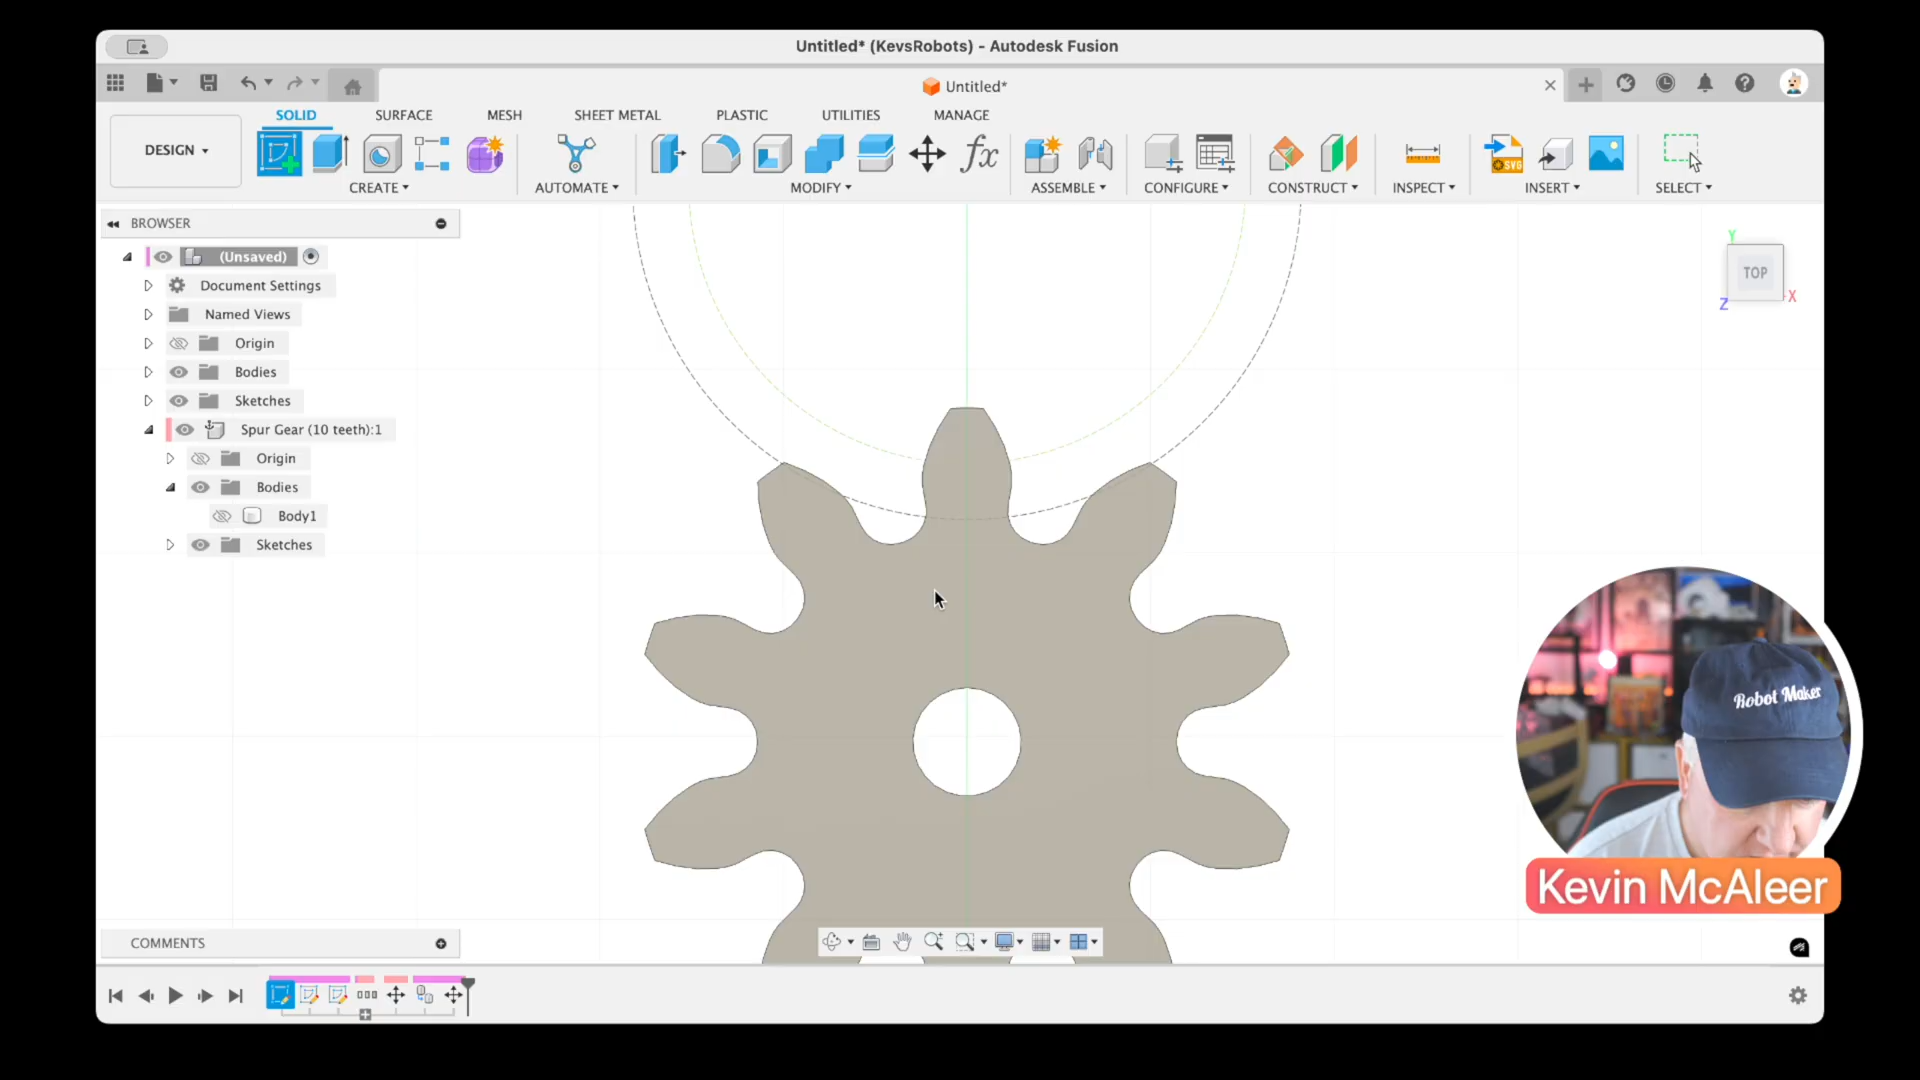 Untitled* (KevsRobots) - Autodesk Fusion
Untitled*
SOLID SURFACE MESH SHEET METAL PLASTIC UTILITIES MANAGE
DESIGN
fx
SVG
CREATE AUTOMATE MODIFY ASSEMBLE CONFIGURE CONSTRUCT INSPECT INSERT SELECT
BROWSER
(Unsaved)
Document Settings
Named Views
Origin
Bodies
Sketches
Spur Gear (10 teeth):1
Origin
Bodies
Body1
Sketches
Y
TOP
Z
X
Robot Maker
Kevin McAleer
COMMENTS